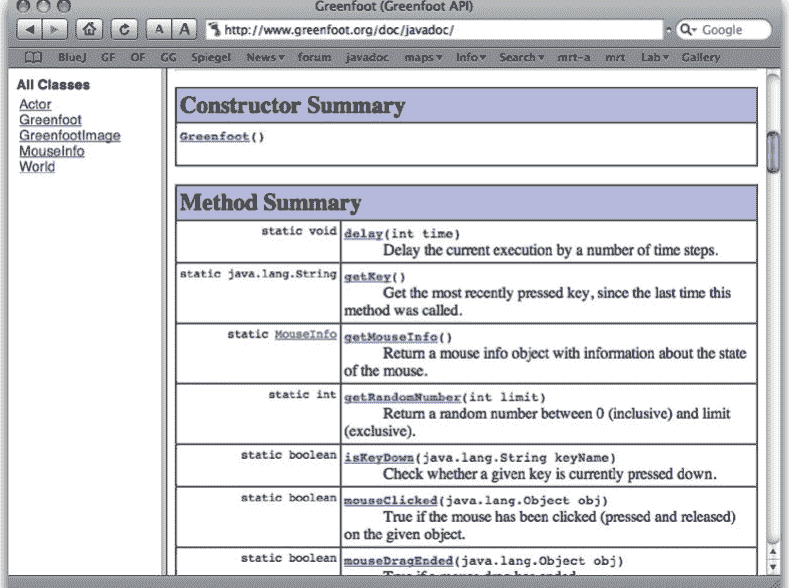 Greenfoot (Greenfoot API)
A A http://www.greenfoot.org/doc/javadoc/ Google
BlueJ GF OF GG Spiegel News▾ forum javadoc maps▾ Info▾ Search▾ mrt-a mrt Lab▾ Gallery
All Classes
Actor
Greenfoot
GreenfootImage
MouseInfo
World
Constructor Summary
Greenfoot()
Method Summary
static void delay(int time)
Delay the current execution by a number of time steps.
static java.lang.String getKey()
Get the most recently pressed key, since the last time this
method was called.
static MouseInfo getMouseInfo()
Return a mouse info object with information about the state
of the mouse.
static int getRandomNumber(int limit)
Return a random number between 0 (inclusive) and limit
(exclusive).
static boolean isKeyDown(java.lang.String keyName)
Check whether a given key is currently pressed down.
static boolean mouseClicked(java.lang.Object obj)
True if the mouse has been clicked (pressed and released)
on the given object.
static boolean mouseDragEnded(java.lang.Object obj)